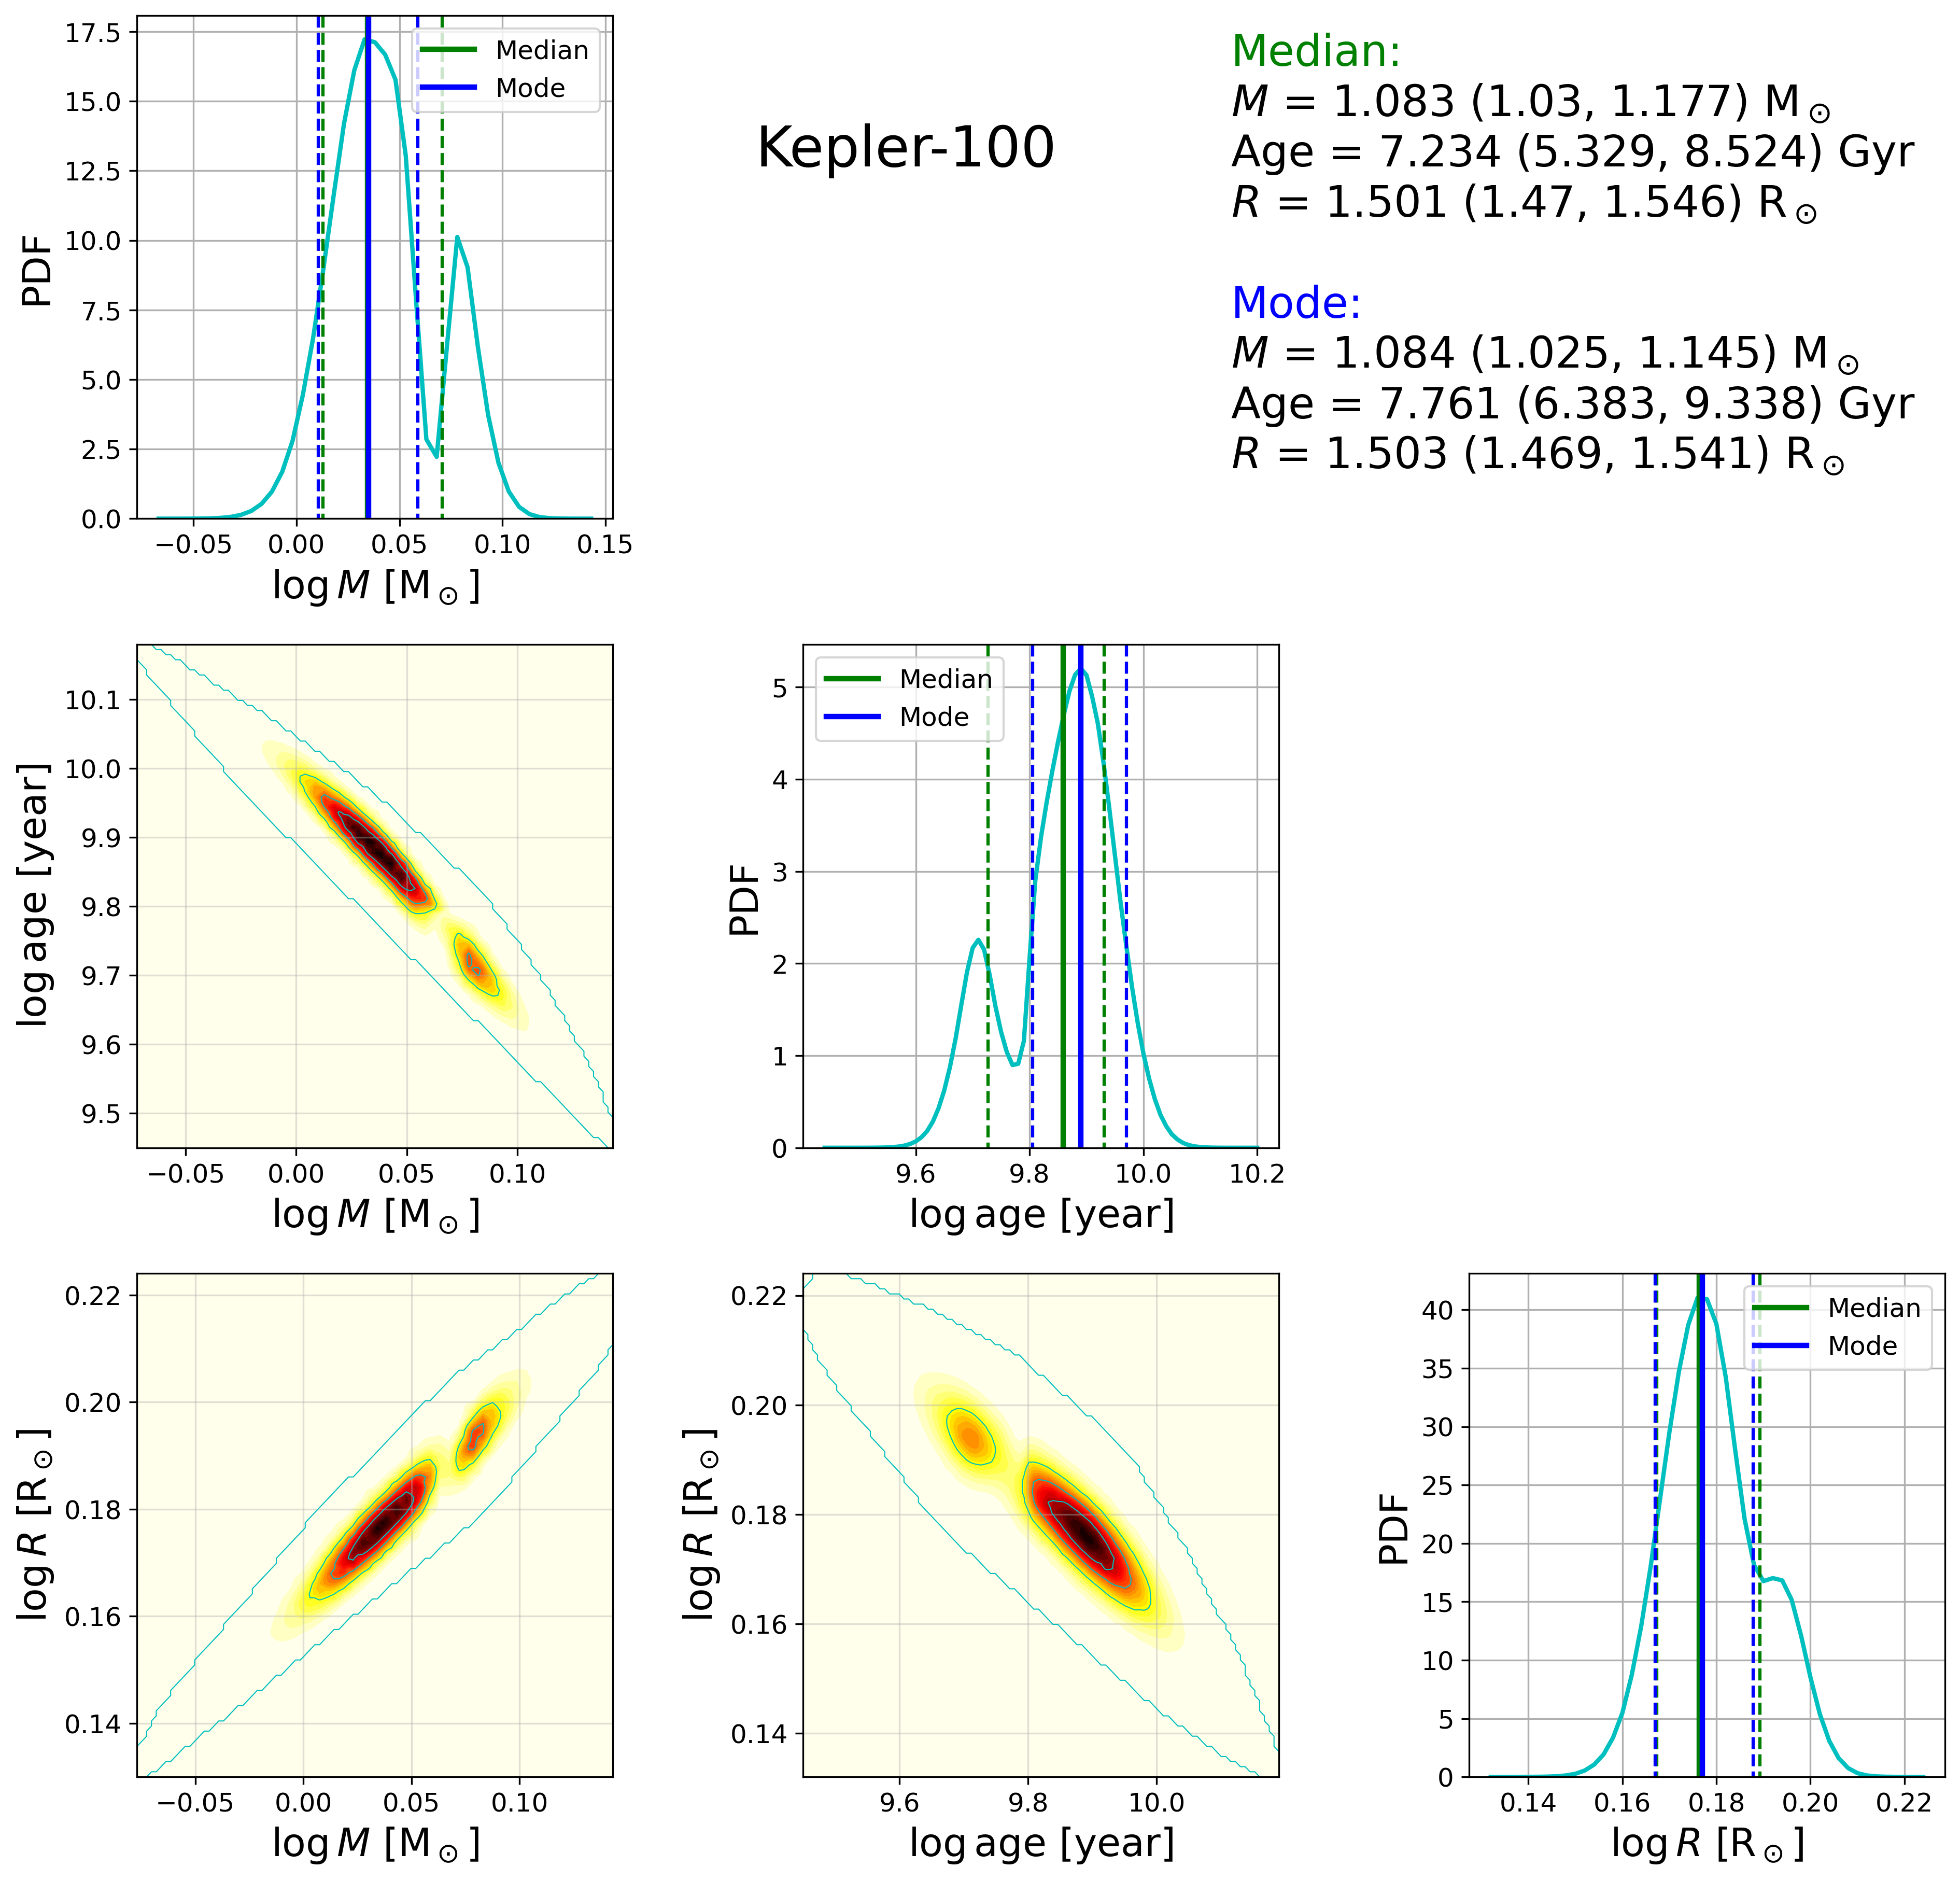 Kepler-100
Median:
M = 1.083 (1.03, 1.177) M⊙
Age = 7.234 (5.329, 8.524) Gyr
R = 1.501 (1.47, 1.546) R⊙
Mode:
M = 1.084 (1.025, 1.145) M⊙
Age = 7.761 (6.383, 9.338) Gyr
R = 1.503 (1.469, 1.541) R⊙
PDF
17.5
15.0
12.5
10.0
7.5
5.0
2.5
0.0
Median
Mode
−0.05 0.00 0.05 0.10 0.15
log M [M⊙]
log age [year]
10.1
10.0
9.9
9.8
9.7
9.6
9.5
−0.05 0.00 0.05 0.10
log M [M⊙]
PDF
5
4
3
2
1
0
Median
Mode
9.6 9.8 10.0 10.2
log age [year]
log R [R⊙]
0.22
0.20
0.18
0.16
0.14
−0.05 0.00 0.05 0.10
log M [M⊙]
log R [R⊙]
0.22
0.20
0.18
0.16
0.14
9.6 9.8 10.0
log age [year]
PDF
40
35
30
25
20
15
10
5
0
Median
Mode
0.14 0.16 0.18 0.20 0.22
log R [R⊙]